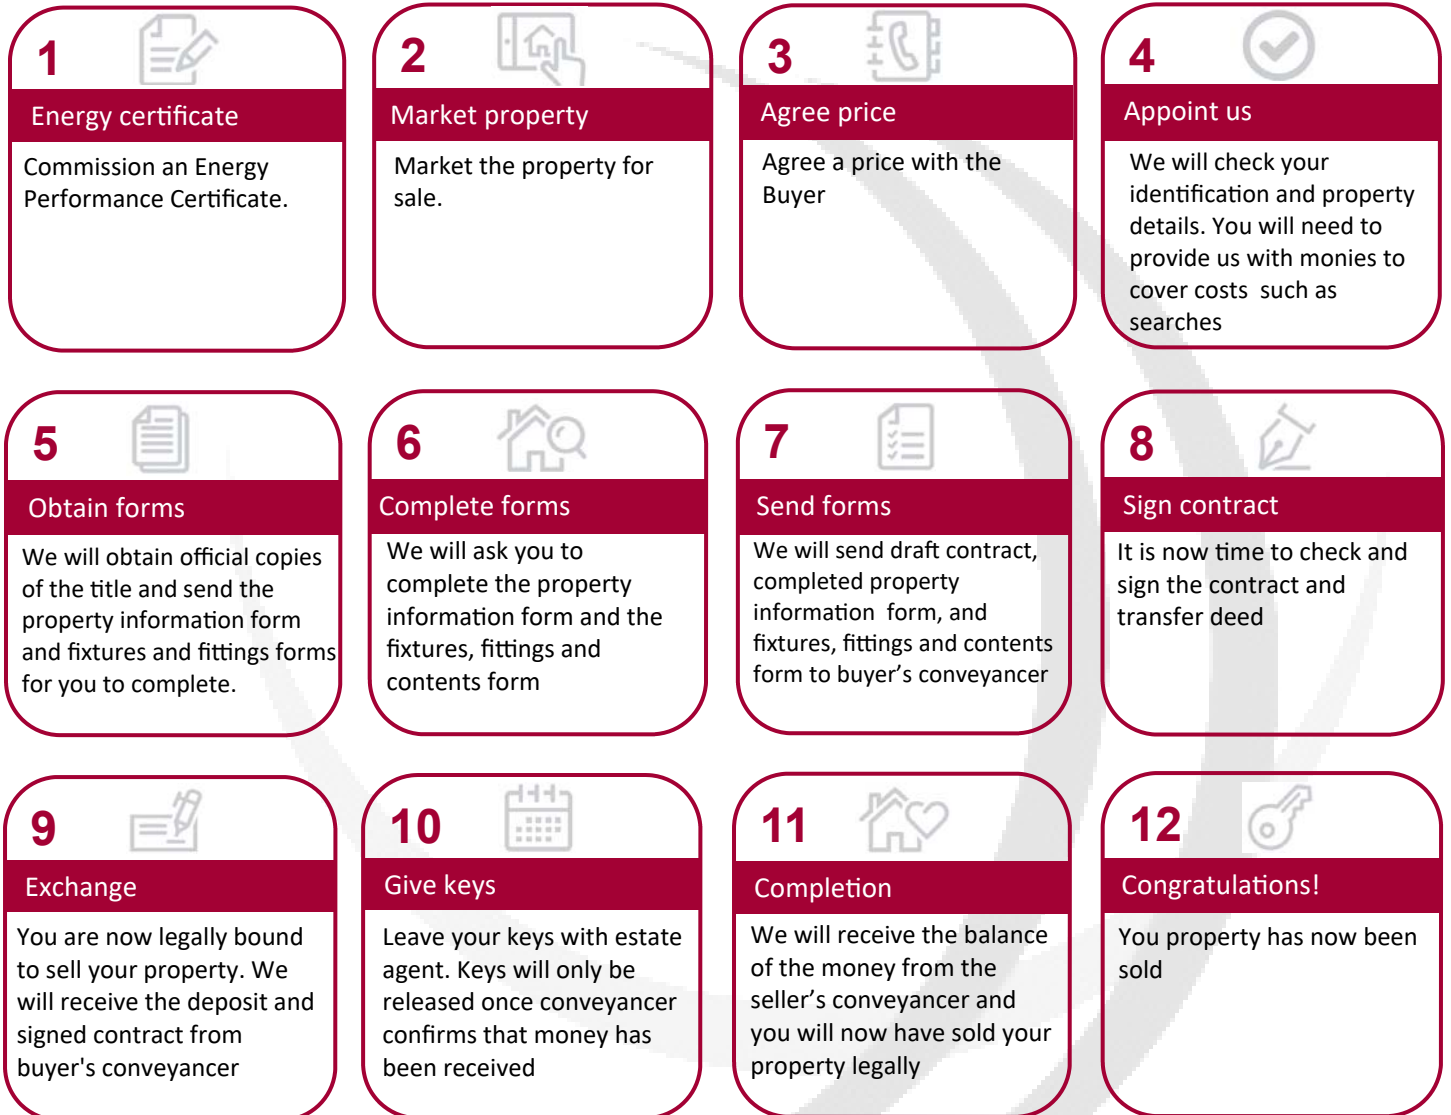 1
Energy certificate
Commission an Energy
Performance Certificate.
2
Market property
Market the property for
sale.
3
Agree price
Agree a price with the
Buyer
4
Appoint us
We will check your
identification and property
details. You will need to
provide us with monies to
cover costs  such as
searches
5
Obtain forms
We will obtain official copies
of the title and send the
property information form
and fixtures and fittings forms
for you to complete.
6
Complete forms
We will ask you to
complete the property
information form and the
fixtures, fittings and
contents form
7
Send forms
We will send draft contract,
completed property
information  form, and
fixtures, fittings and contents
form to buyer’s conveyancer
8
Sign contract
It is now time to check and
sign the contract and
transfer deed
9
Exchange
You are now legally bound
to sell your property. We
will receive the deposit and
signed contract from
buyer's conveyancer
10
Give keys
Leave your keys with estate
agent. Keys will only be
released once conveyancer
confirms that money has
been received
11
Completion
We will receive the balance
of the money from the
seller’s conveyancer and
you will now have sold your
property legally
12
Congratulations!
You property has now been
sold